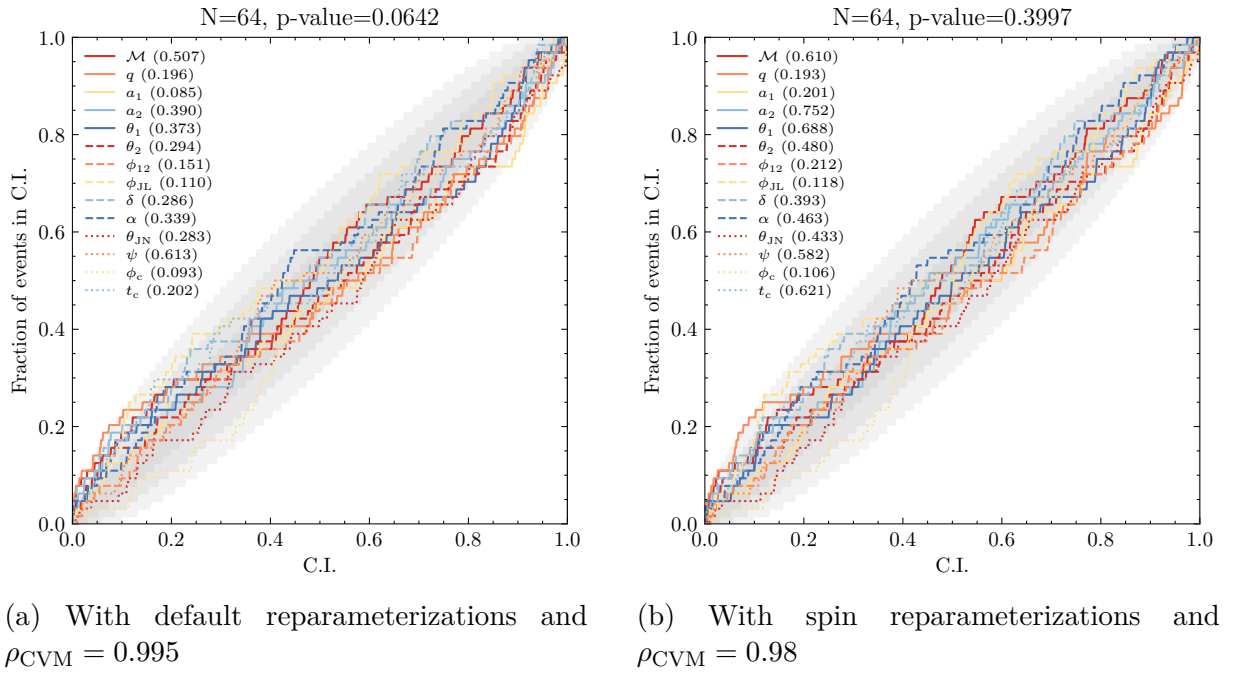 N=64, p-value=0.0642
1.0
0.8
0.6
0.4
0.2
0.0
Fraction of events in C.I.
ℳ (0.507)
q (0.196)
a₁ (0.085)
a₂ (0.390)
θ₁ (0.373)
θ₂ (0.294)
ϕ₁₂ (0.151)
ϕ_JL (0.110)
δ (0.286)
α (0.339)
θ_JN (0.283)
ψ (0.613)
ϕ_c (0.093)
t_c (0.202)
0.0 0.2 0.4 0.6 0.8 1.0
C.I.
(a) With default reparameterizations and
ρ_CVM = 0.995
N=64, p-value=0.3997
1.0
0.8
0.6
0.4
0.2
0.0
Fraction of events in C.I.
ℳ (0.610)
q (0.193)
a₁ (0.201)
a₂ (0.752)
θ₁ (0.688)
θ₂ (0.480)
ϕ₁₂ (0.212)
ϕ_JL (0.118)
δ (0.393)
α (0.463)
θ_JN (0.433)
ψ (0.582)
ϕ_c (0.106)
t_c (0.621)
0.0 0.2 0.4 0.6 0.8 1.0
C.I.
(b) With spin reparameterizations and
ρ_CVM = 0.98